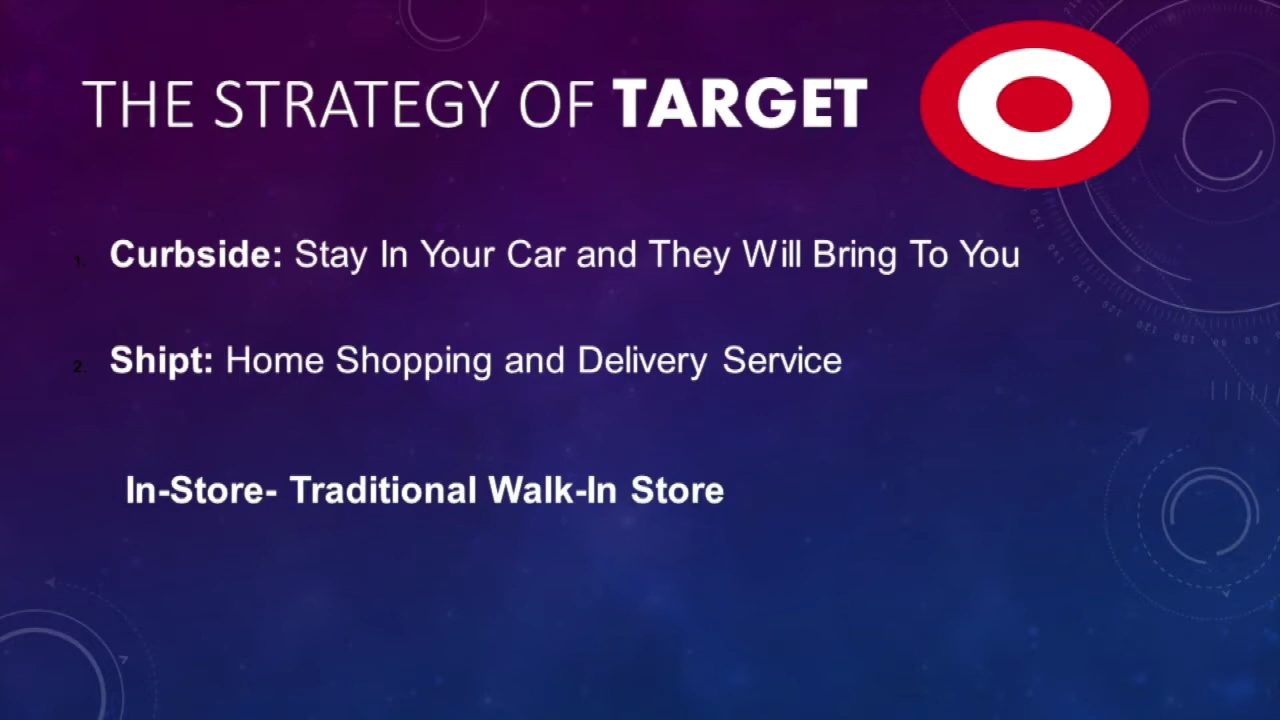 THE STRATEGY OF TARGET
1. Curbside: Stay In Your Car and They Will Bring To You
2. Shipt: Home Shopping and Delivery Service
In-Store- Traditional Walk-In Store